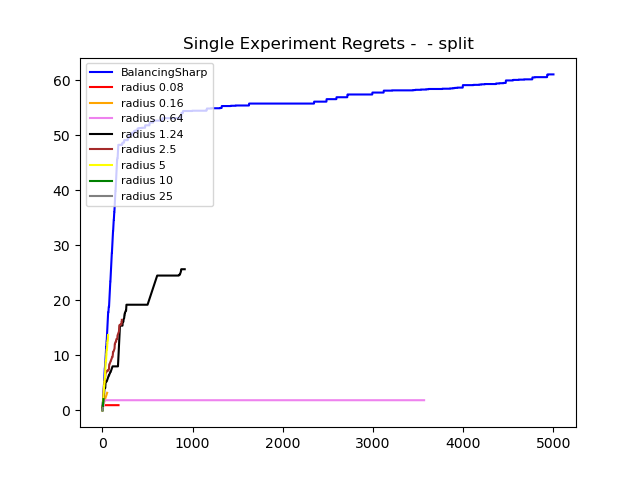 Single Experiment Regrets -  - split
60
50
40
30
20
10
0
BalancingSharp
radius 0.08
radius 0.16
radius 0.64
radius 1.24
radius 2.5
radius 5
radius 10
radius 25
0 1000 2000 3000 4000 5000